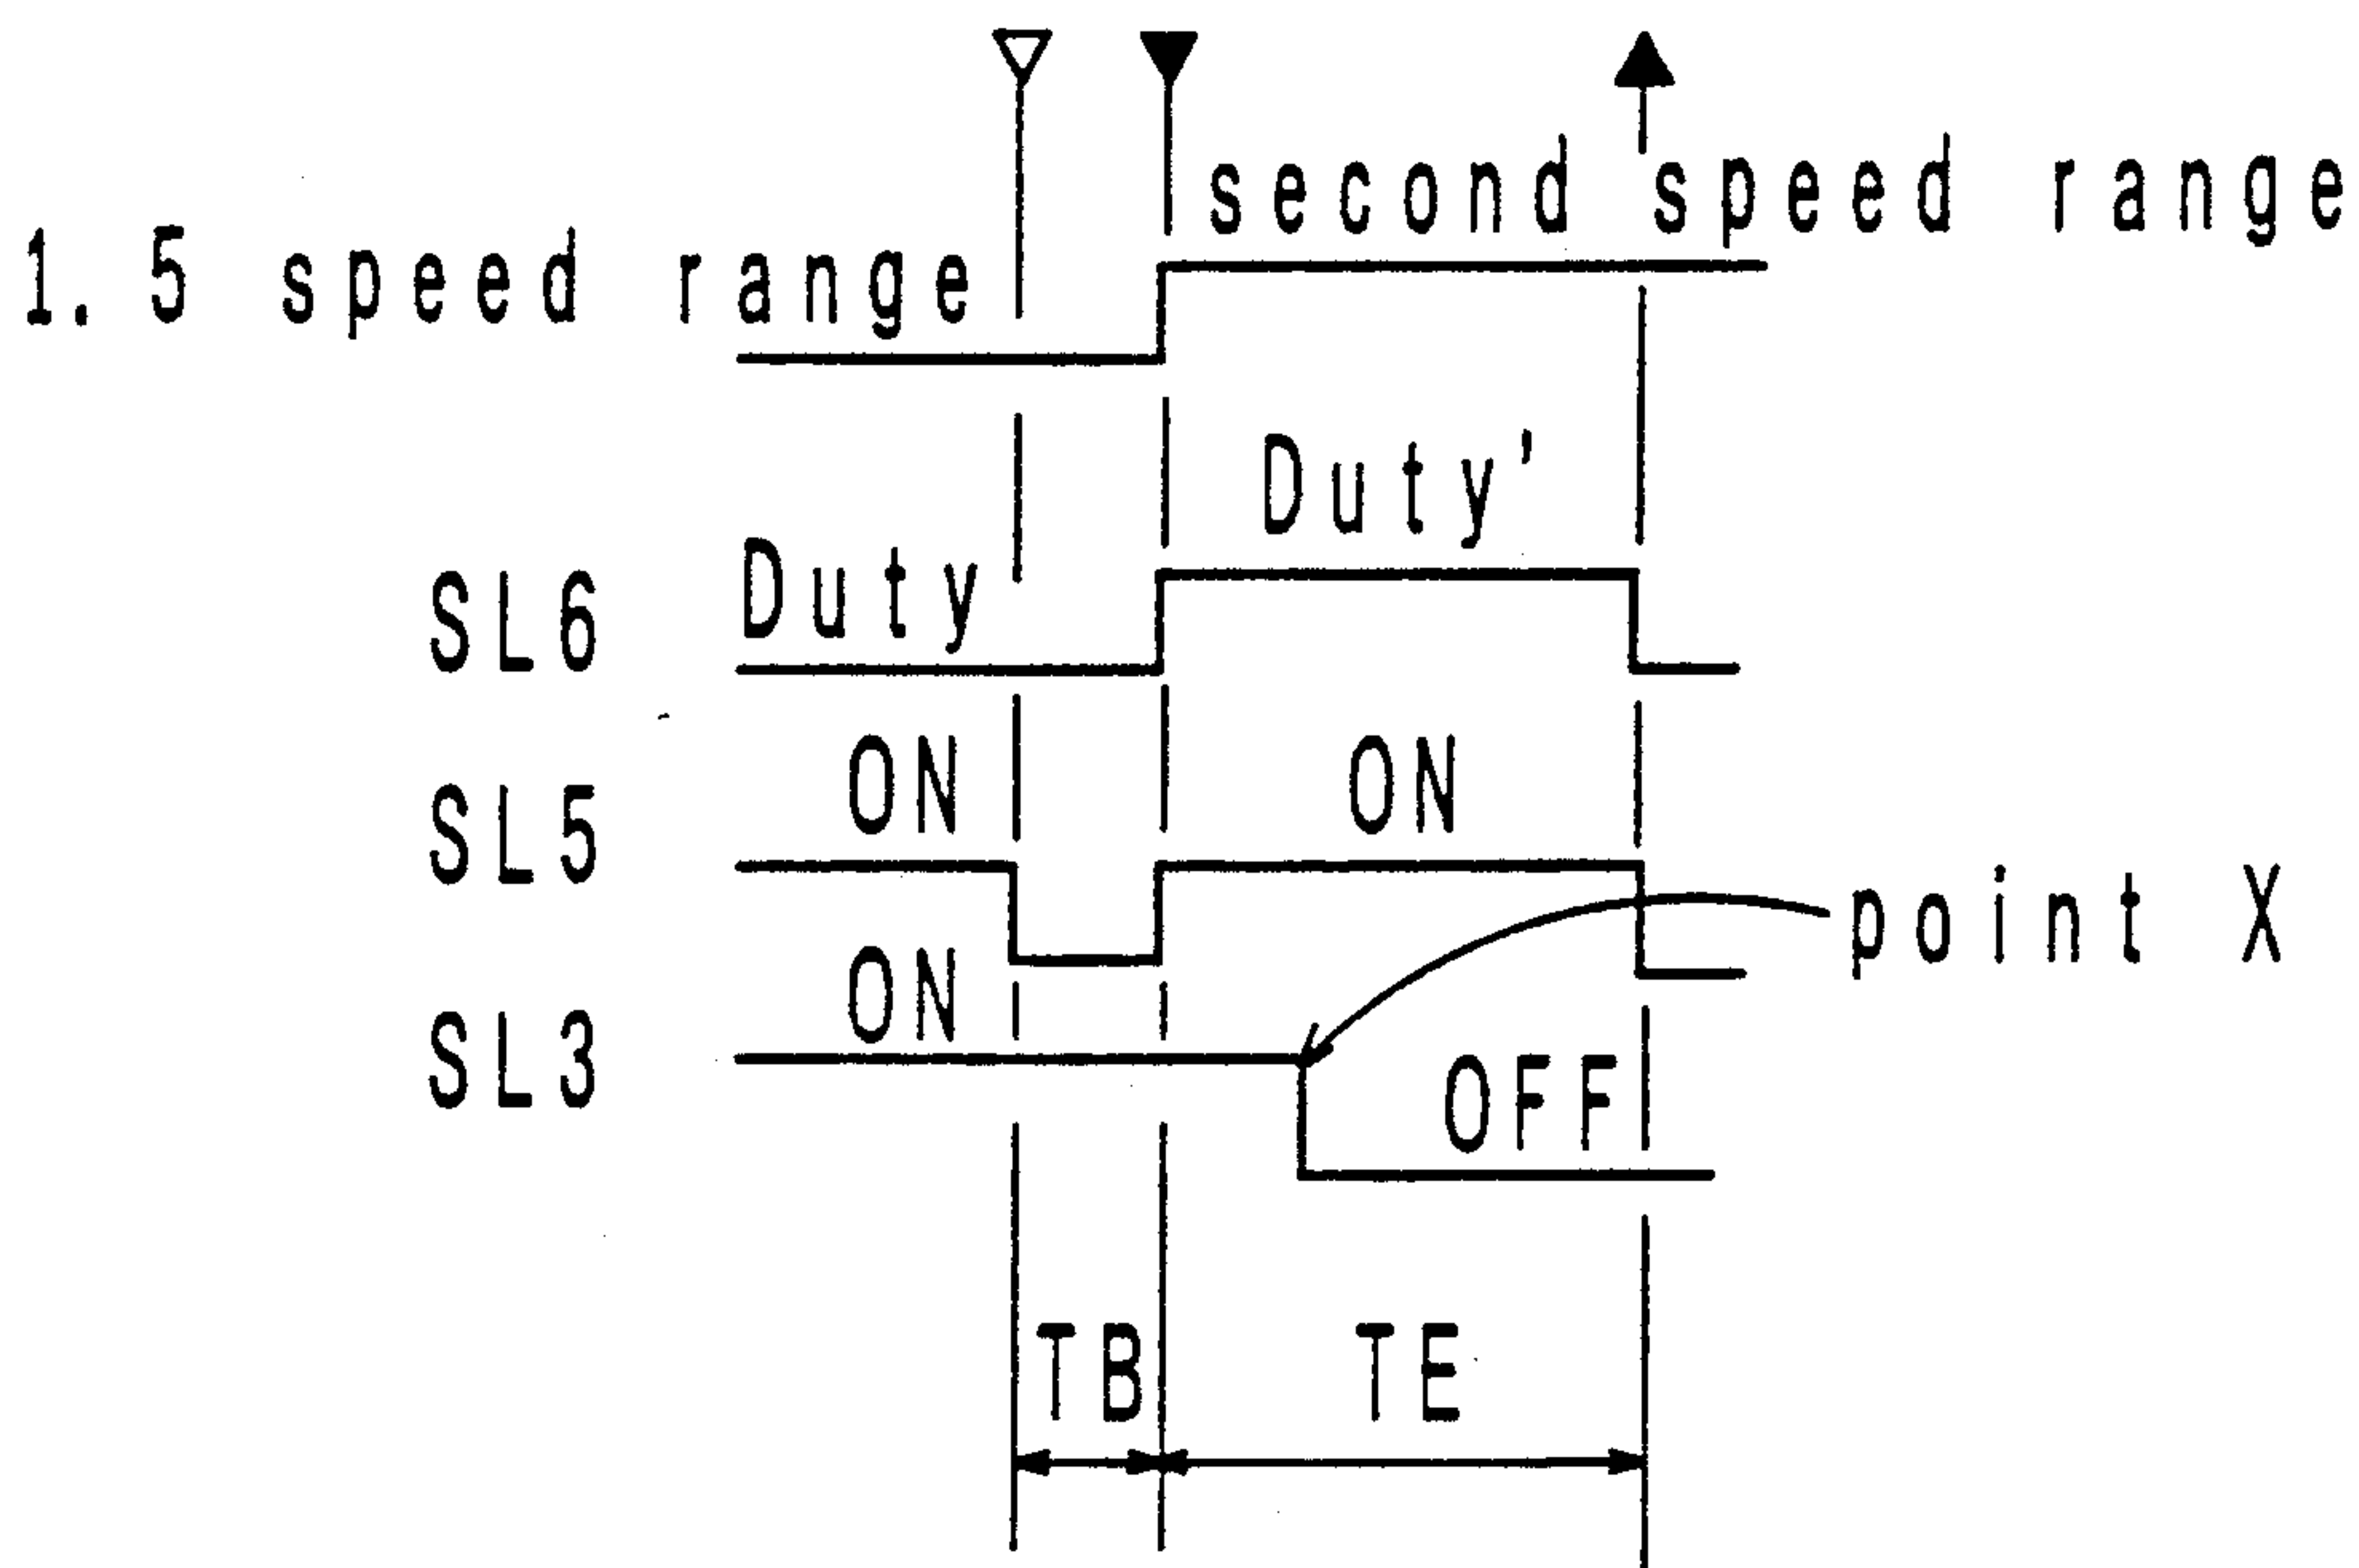 second speed range
1.5 speed range
Duty'
SL6 Duty
ON ON
SL5
point X
ON
SL3
OFF
TB TE